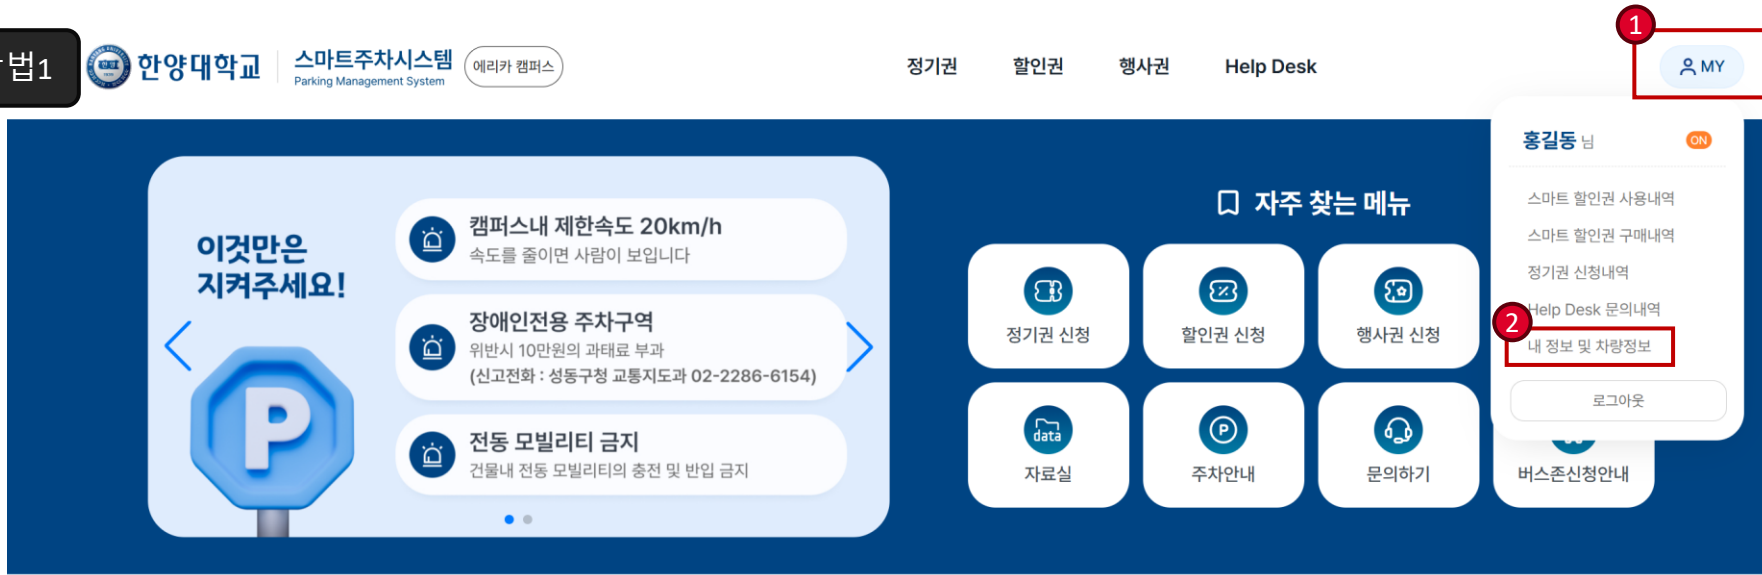 법1
한양대학교
스마트주차시스템
Parking Management System
에리카 캠퍼스
정기권
할인권
행사권
Help Desk
1
MY
홍길동 님
ON
스마트 할인권 사용내역
스마트 할인권 구매내역
정기권 신청내역
Help Desk 문의내역
2
내 정보 및 차량정보
로그아웃
이것만은
지켜주세요!
캠퍼스내 제한속도 20km/h
속도를 줄이면 사람이 보입니다
장애인전용 주차구역
위반시 10만원의 과태료 부과
(신고전화 : 성동구청 교통지도과 02-2286-6154)
전동 모빌리티 금지
건물내 전동 모빌리티의 충전 및 반입 금지
P
자주 찾는 메뉴
정기권 신청
할인권 신청
행사권 신청
data
자료실
P
주차안내
문의하기
버스존신청안내